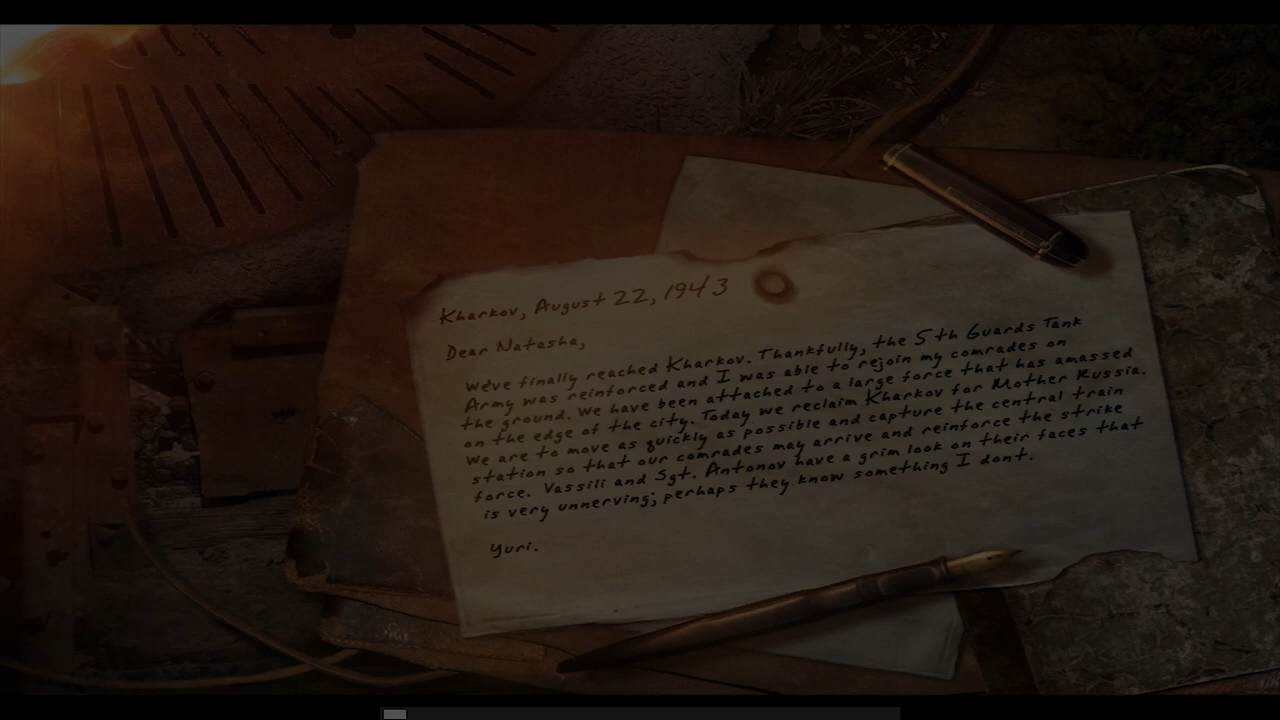 Kharkov, August 22, 1943
Dear Natasha,
We've finally reached Kharkov. Thankfully, the 5th Guards Tank
Army was reinforced and I was able to rejoin my comrades on
the ground. We have been attached to a large force that has amassed
on the edge of the city. Today we reclaim Kharkov for Mother Russia.
We are to move as quickly as possible and capture the central train
station so that our comrades may arrive and reinforce the strike
force. Vassili and Sgt. Antonov have a grim look on their faces that
is very unnerving; perhaps they know something I dont.
Yuri.